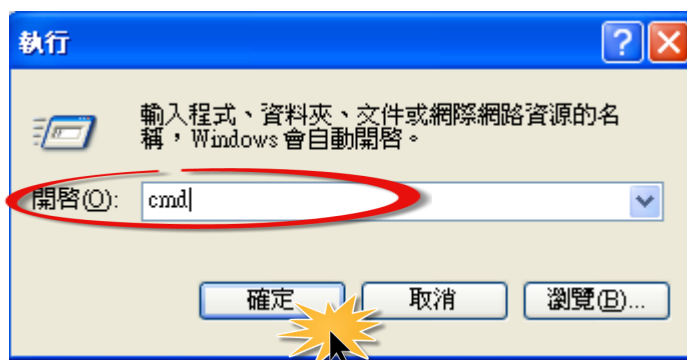 執行
輸入程式、資料夾、文件或網際網路資源的名
稱，Windows 會自動開啓。
開啓(O): cmd
確定 取消 瀏覽(B)...